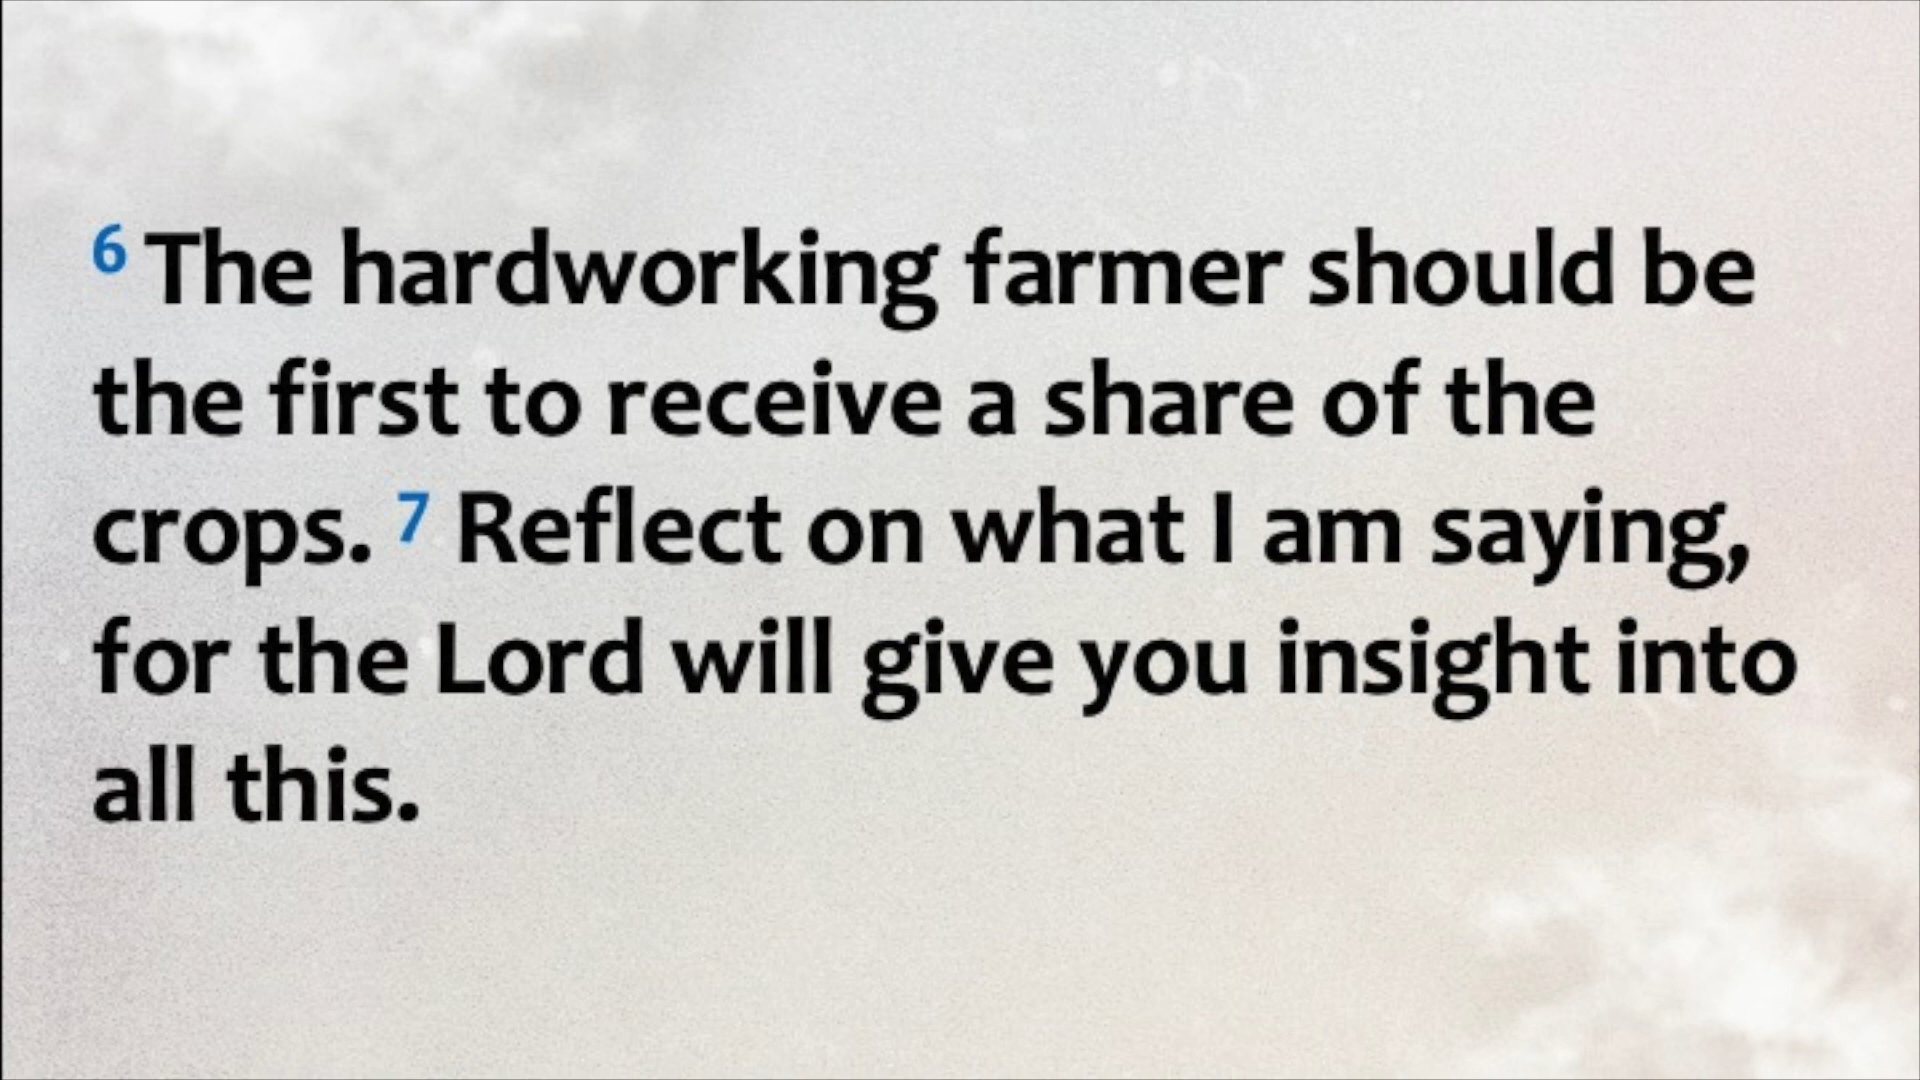 6 The hardworking farmer should be
the first to receive a share of the
crops. 7 Reflect on what I am saying,
for the Lord will give you insight into
all this.